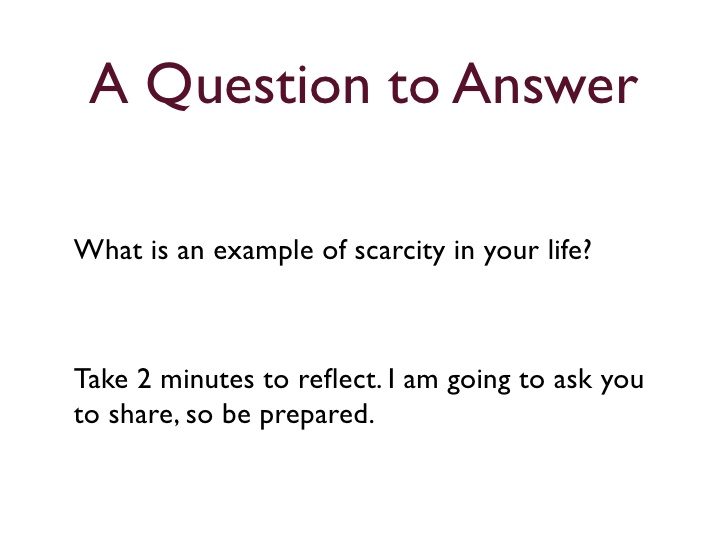 A Question to Answer
What is an example of scarcity in your life?
Take 2 minutes to reflect. I am going to ask you
to share, so be prepared.